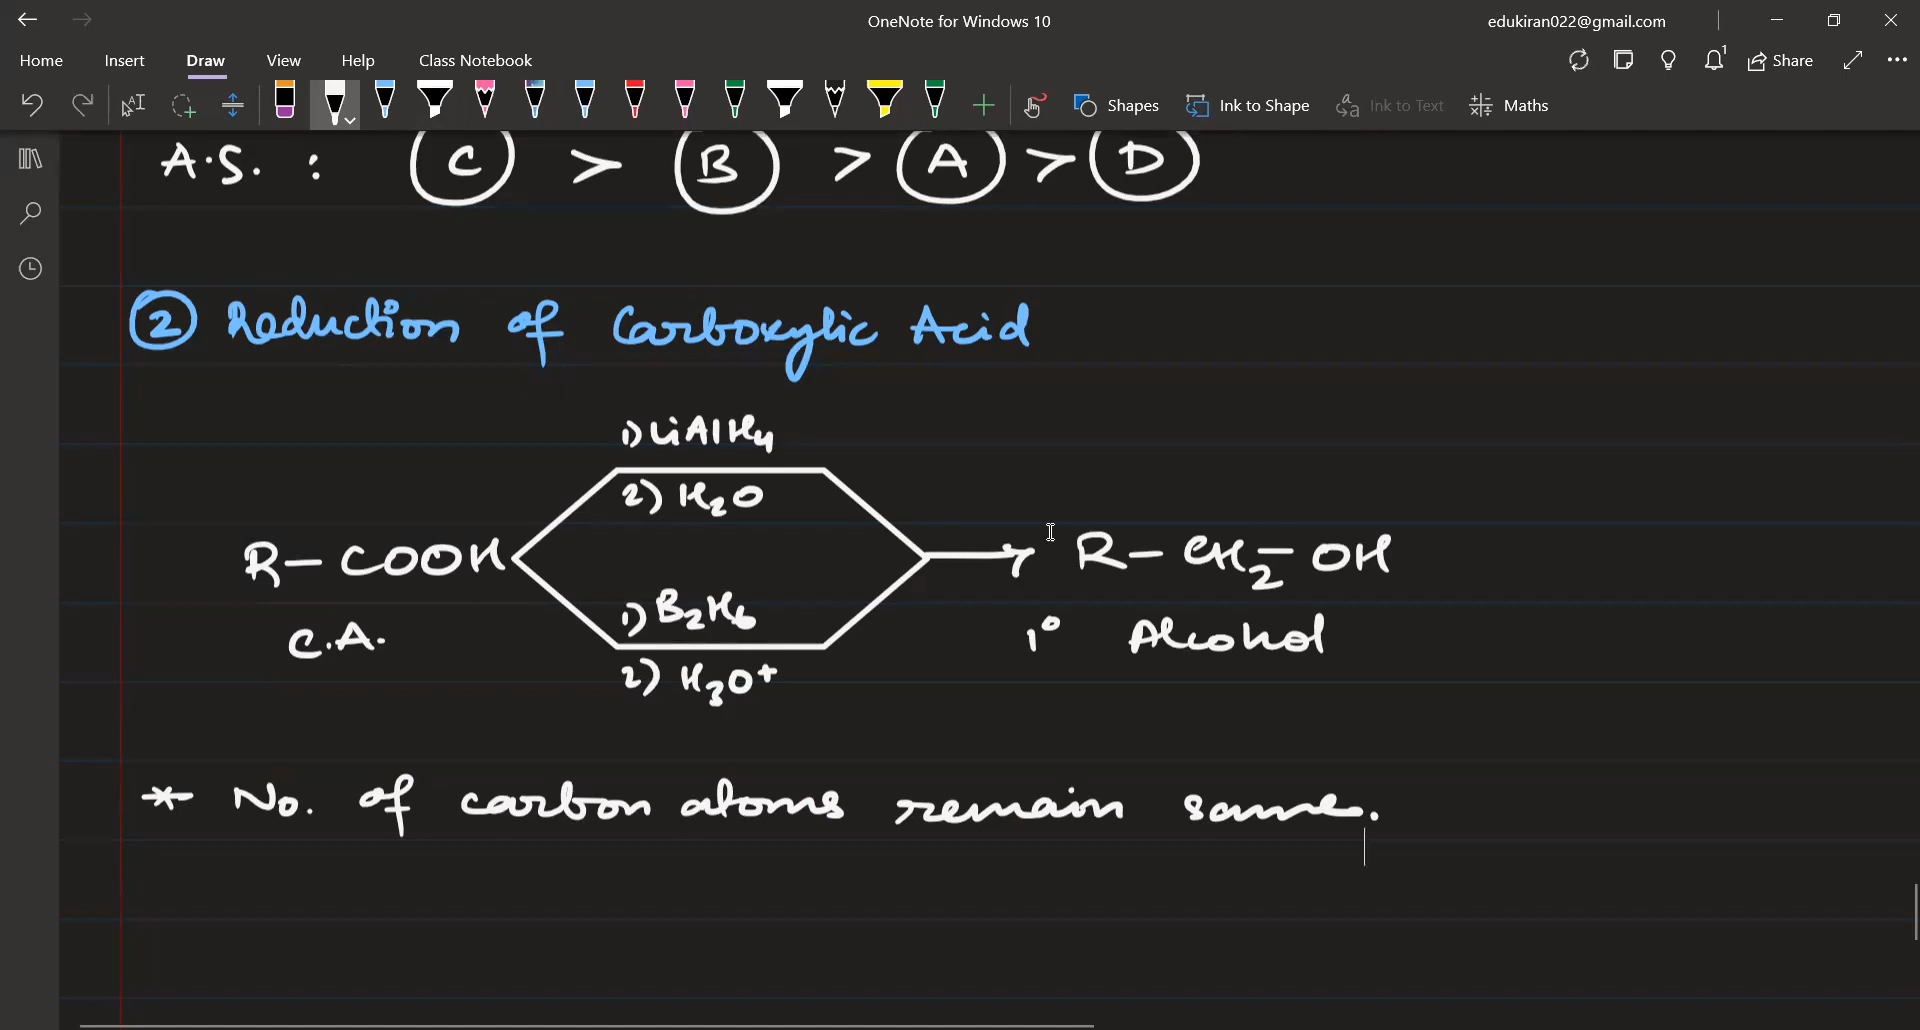 OneNote for Windows 10
edukiran022@gmail.com
Home Insert Draw View Help Class Notebook
1 Share
Shapes Ink to Shape Ink to Text Maths
A.S. : C > B > A > D
2 Reduction of Carboxylic Acid
1) LiAlH4
2) H2O
R - COOH R - CH2 - OH
1) B2H6
C.A. 1° Alcohol
2) H3O+
* No. of carbon atoms remain same.